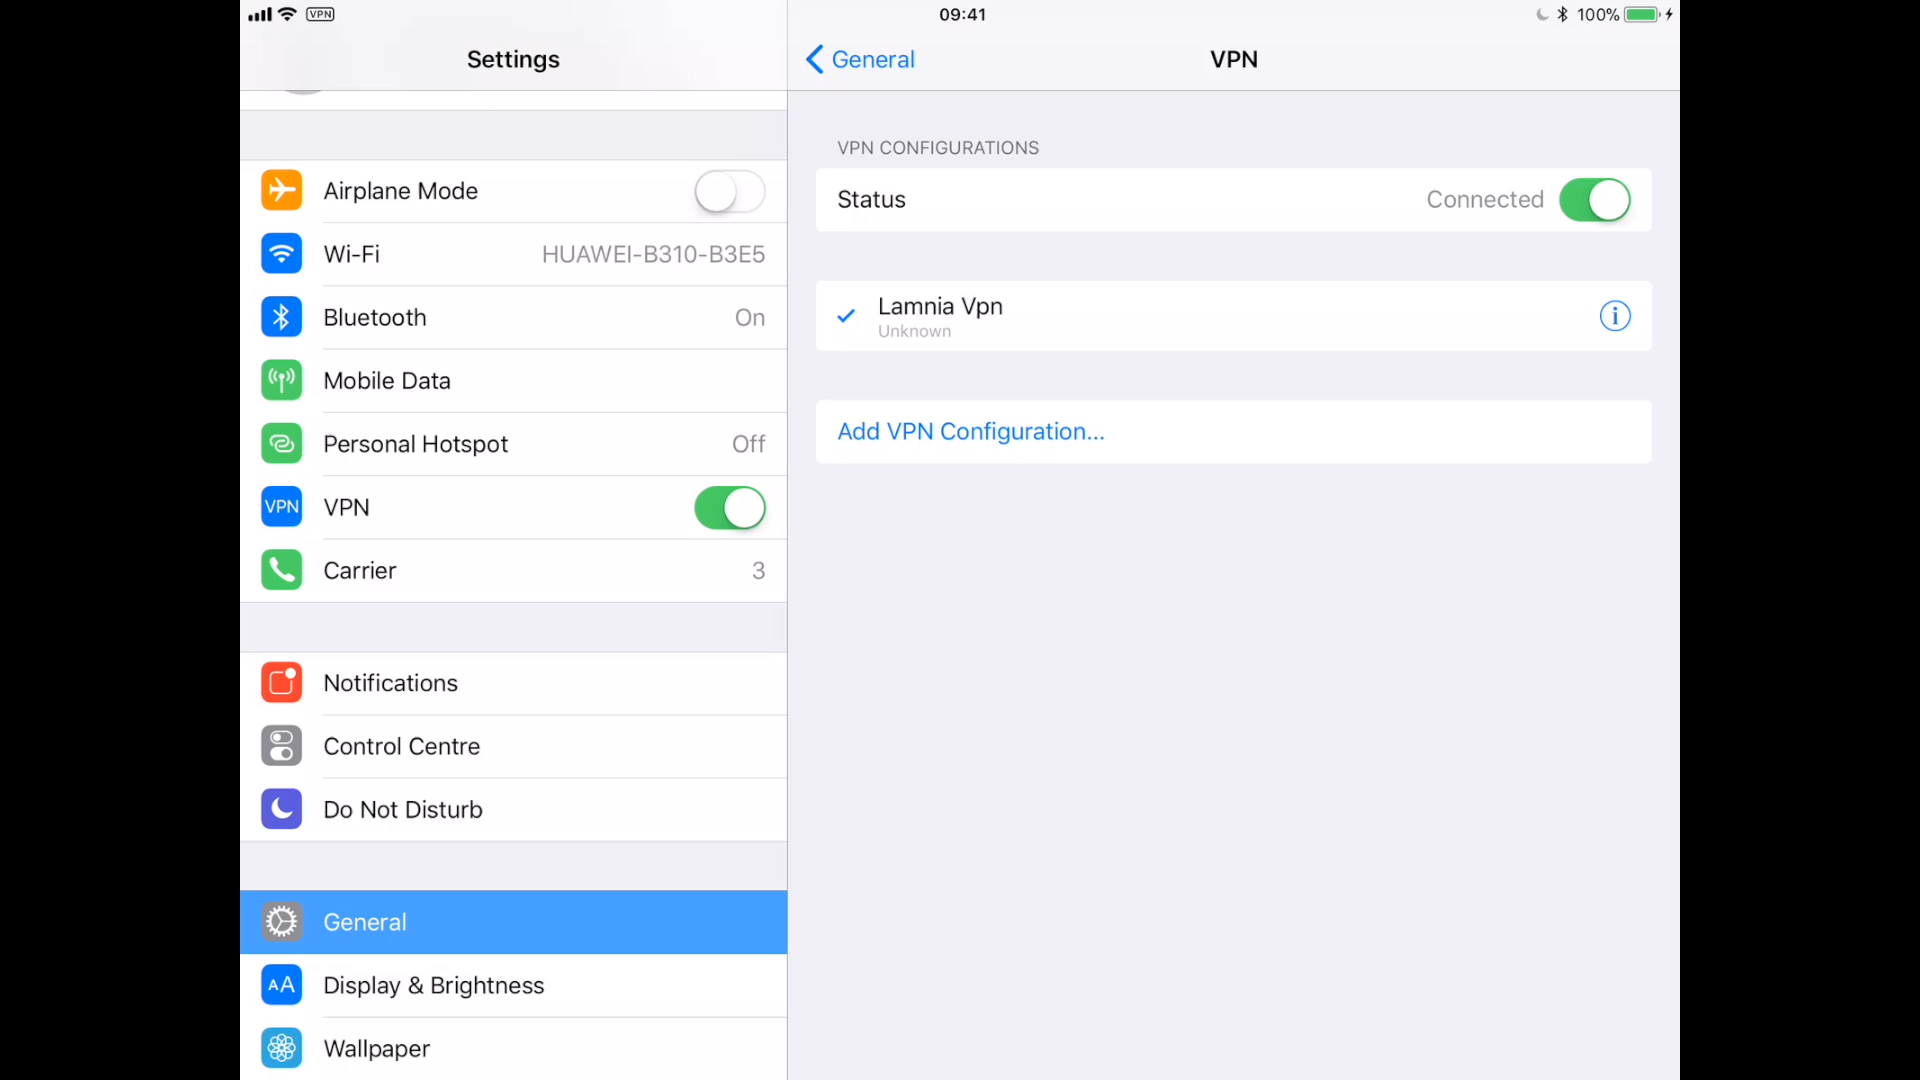 VPN
09:41
100%
Settings
General
VPN
Airplane Mode
Wi-Fi
HUAWEI-B310-B3E5
Bluetooth
On
Mobile Data
Personal Hotspot
Off
VPN
VPN
Carrier
3
Notifications
Control Centre
Do Not Disturb
General
AA
Display & Brightness
Wallpaper
VPN CONFIGURATIONS
Status
Connected
Lamnia Vpn
Unknown
i
Add VPN Configuration...